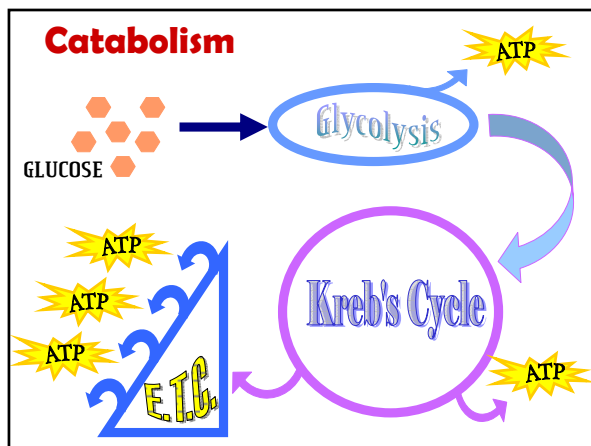 Catabolism
ATP
Glycolysis
GLUCOSE
ATP
ATP
ATP
Kreb's Cycle
ATP
E.T.C.